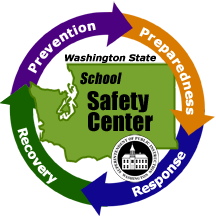 Prevention
Preparedness
Response
Recovery
Washington State
School
Safety
Center